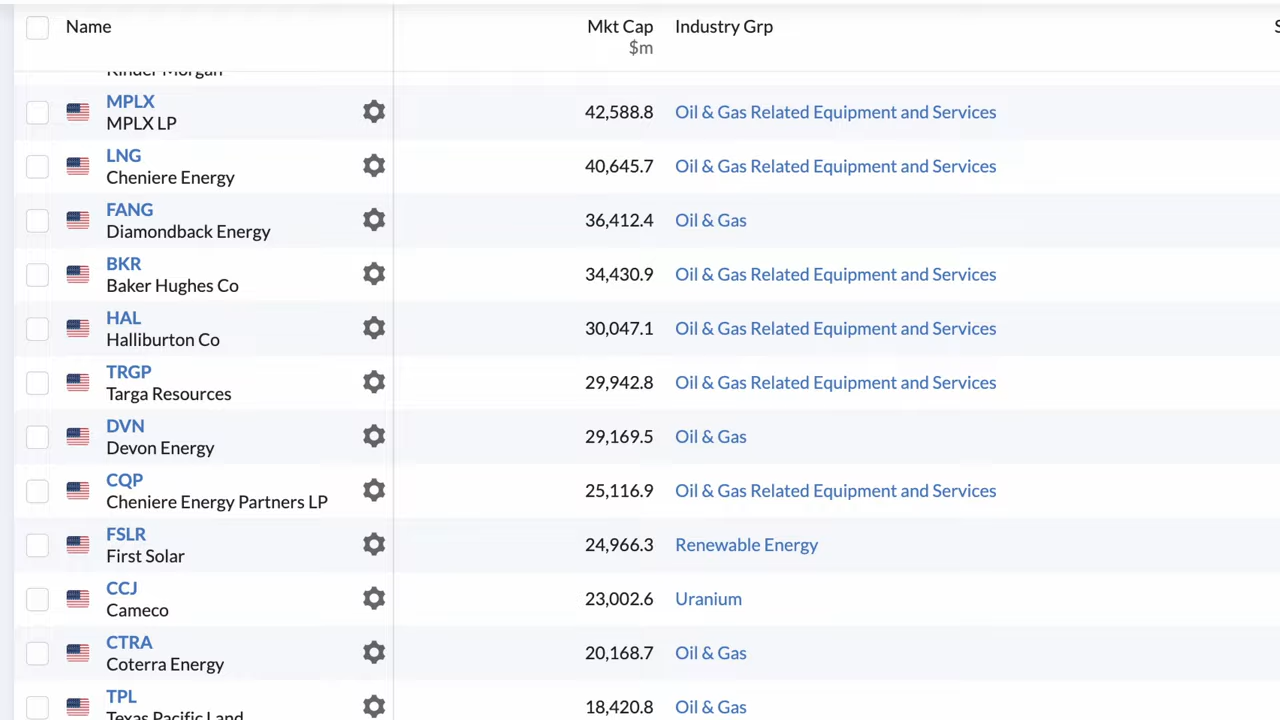 Name Mkt Cap Industry Grp S
$m
Kinder Morgan
MPLX
42,588.8 Oil & Gas Related Equipment and Services
MPLX LP
LNG
40,645.7 Oil & Gas Related Equipment and Services
Cheniere Energy
FANG
36,412.4 Oil & Gas
Diamondback Energy
BKR
34,430.9 Oil & Gas Related Equipment and Services
Baker Hughes Co
HAL
30,047.1 Oil & Gas Related Equipment and Services
Halliburton Co
TRGP
29,942.8 Oil & Gas Related Equipment and Services
Targa Resources
DVN
29,169.5 Oil & Gas
Devon Energy
CQP
25,116.9 Oil & Gas Related Equipment and Services
Cheniere Energy Partners LP
FSLR
24,966.3 Renewable Energy
First Solar
CCJ
23,002.6 Uranium
Cameco
CTRA
20,168.7 Oil & Gas
Coterra Energy
TPL
18,420.8 Oil & Gas
Texas Pacific Land